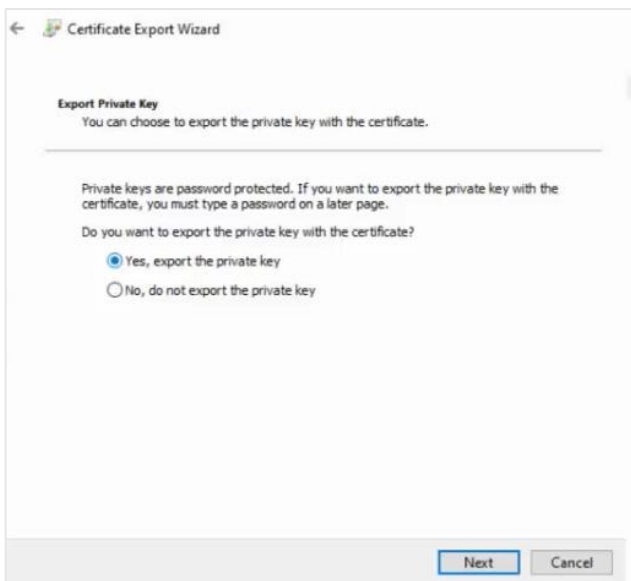 Certificate Export Wizard
Export Private Key
You can choose to export the private key with the certificate.
Private keys are password protected. If you want to export the private key with the
certificate, you must type a password on a later page.
Do you want to export the private key with the certificate?
Yes, export the private key
No, do not export the private key
Next Cancel